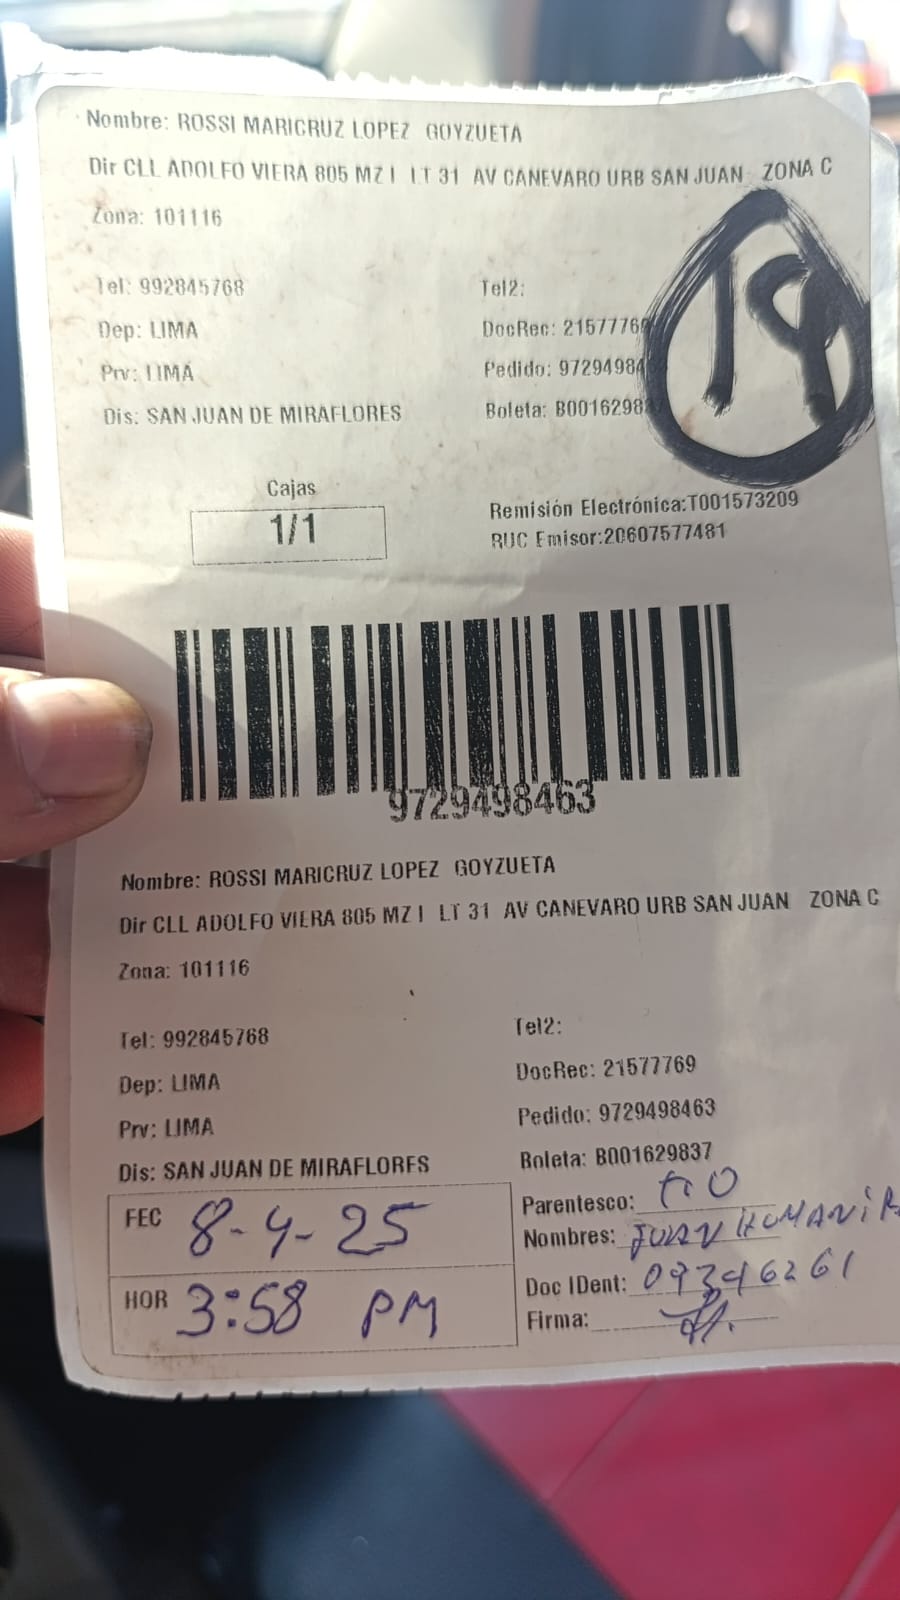 Nombre: ROSSI MARICRUZ LOPEZ GOYZUETA
Dir CLL ADOLFO VIERA 805 MZ I LT 31 AV CANEVARO URB SAN JUAN ZONA C
Zona: 101116
Tel: 992845768 Tel2:
Dep: LIMA DocRec: 2157776
Prv: LIMA Pedido: 97294984
Dis: SAN JUAN DE MIRAFLORES Boleta: B00162983
19
Cajas
1/1
Remisión Electrónica:T001573209
RUC Emisor:20607577481
9729498463
Nombre: ROSSI MARICRUZ LOPEZ GOYZUETA
Dir CLL ADOLFO VIERA 805 MZ I LT 31 AV CANEVARO URB SAN JUAN ZONA C
Zona: 101116
Tel: 992845768 Tel2:
Dep: LIMA DocRec: 21577769
Prv: LIMA Pedido: 9729498463
Dis: SAN JUAN DE MIRAFLORES Boleta: B001629837
FEC 8-4-25
HOR 3:58 PM
Parentesco: tio
Nombres: JUAN
Doc IDent: 09346261
Firma: